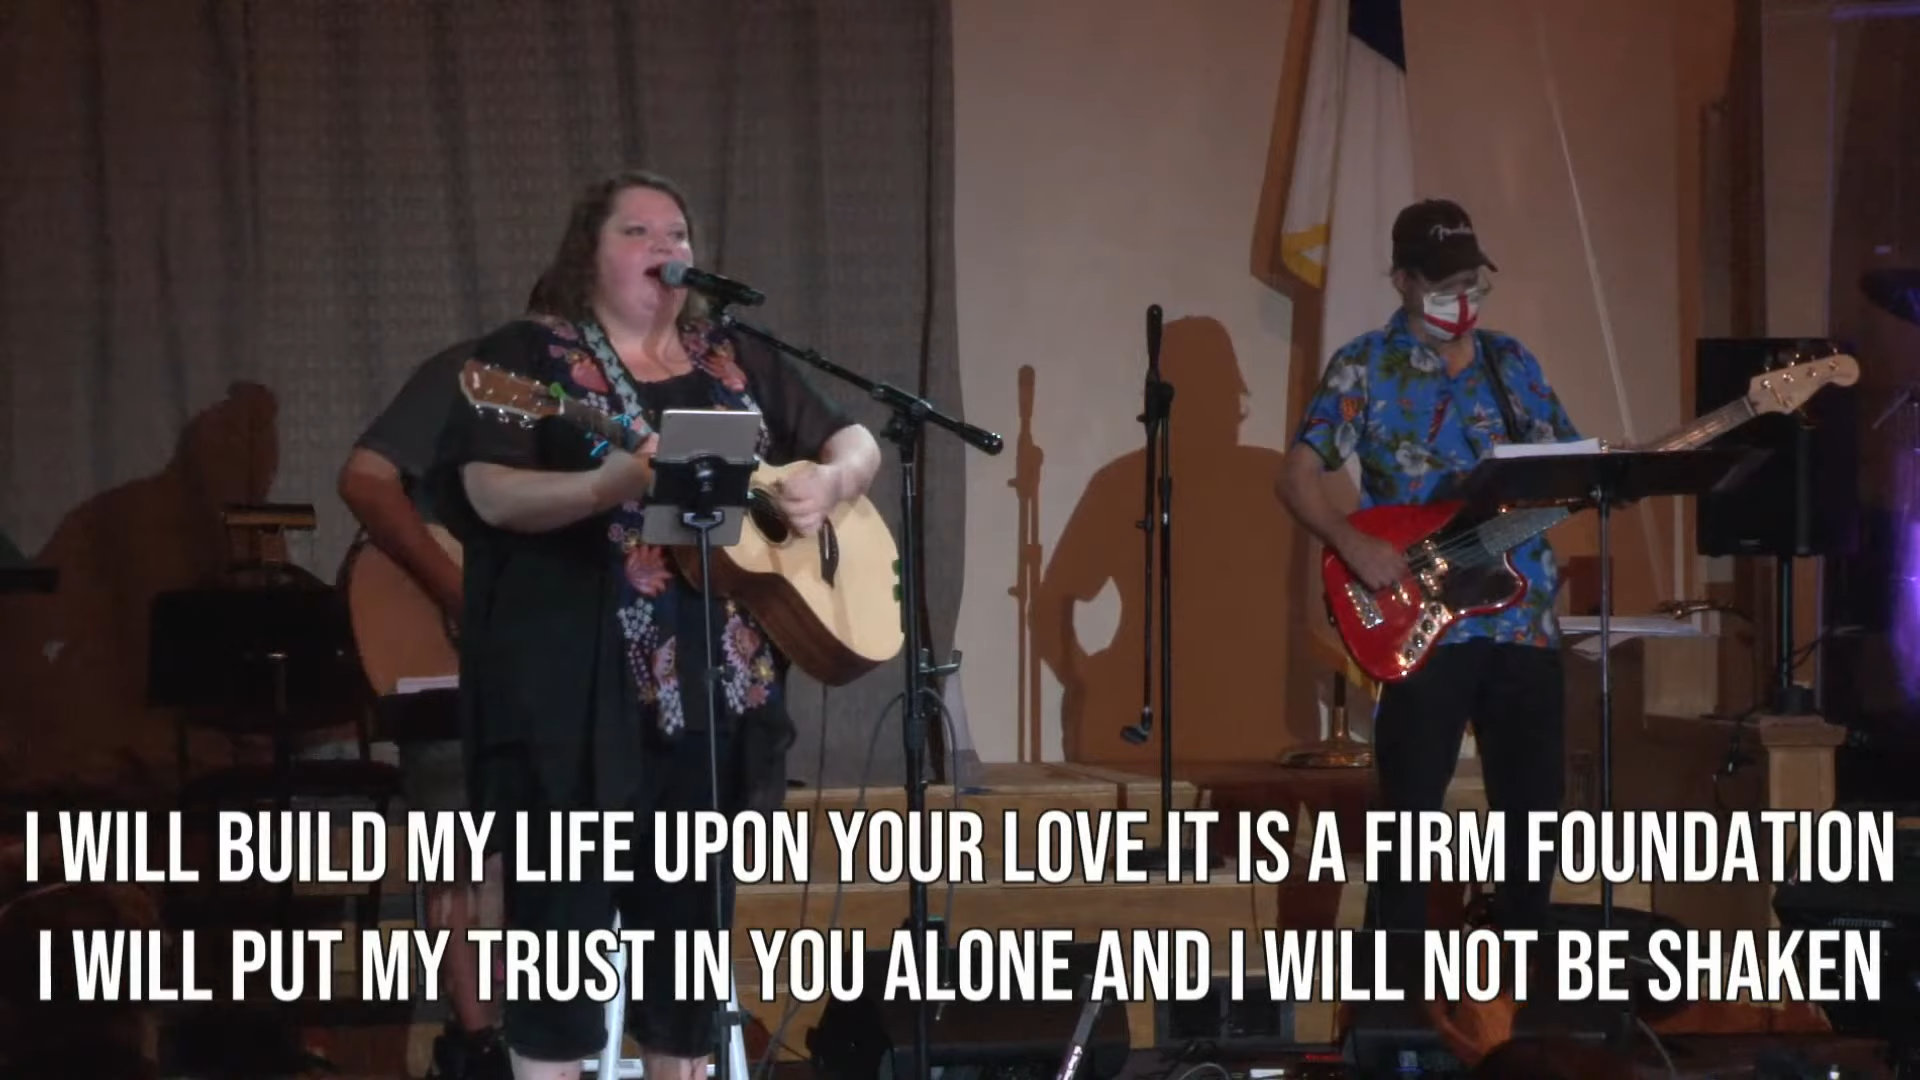 Fender
I WILL BUILD MY LIFE UPON YOUR LOVE IT IS A FIRM FOUNDATION
I WILL PUT MY TRUST IN YOU ALONE AND I WILL NOT BE SHAKEN